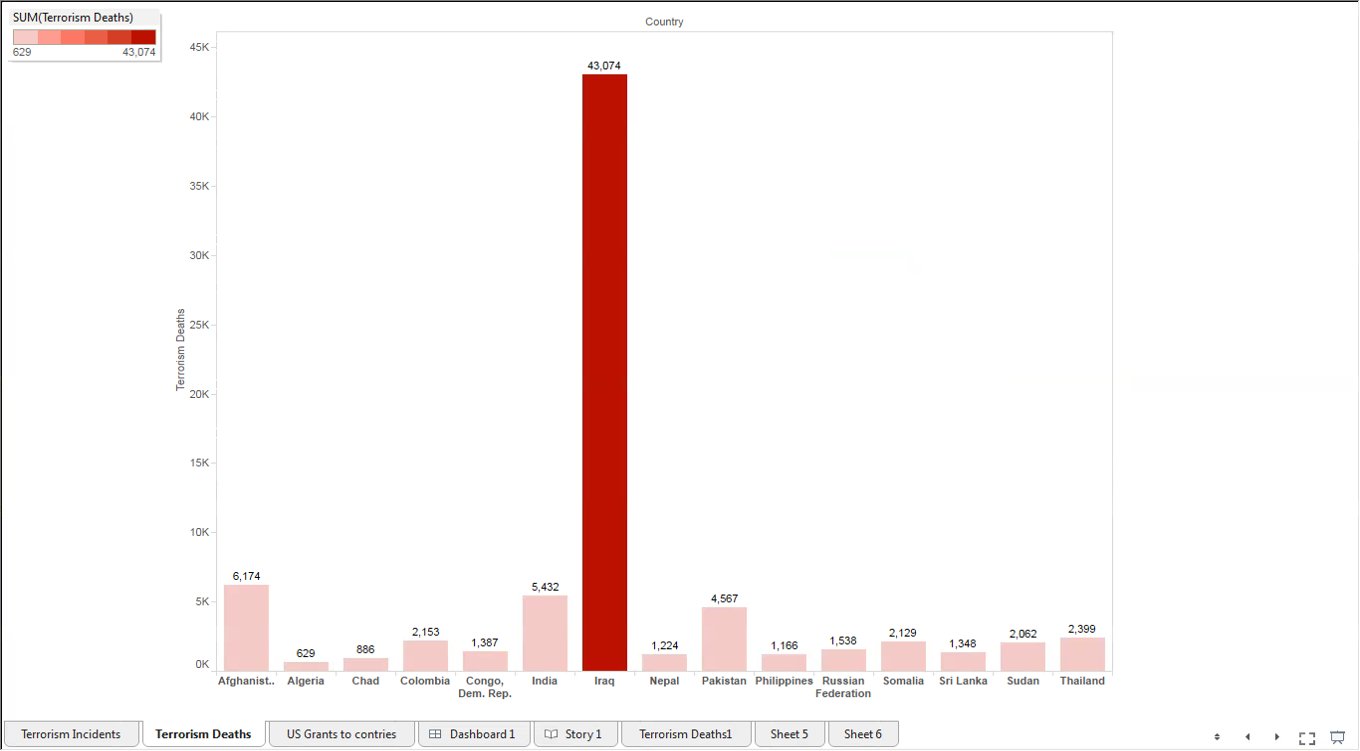 SUM(Terrorism Deaths)
629 43,074
Country
Terrorism Deaths
45K
40K
35K
30K
25K
20K
15K
10K
5K
0K
6,174
629
886
2,153
1,387
5,432
43,074
1,224
4,567
1,166
1,538
2,129
1,348
2,062
2,399
Afghanist..
Algeria
Chad
Colombia
Congo,
Dem. Rep.
India
Iraq
Nepal
Pakistan
Philippines
Russian
Federation
Somalia
Sri Lanka
Sudan
Thailand
Terrorism Incidents
Terrorism Deaths
US Grants to contries
Dashboard 1
Story 1
Terrorism Deaths1
Sheet 5
Sheet 6